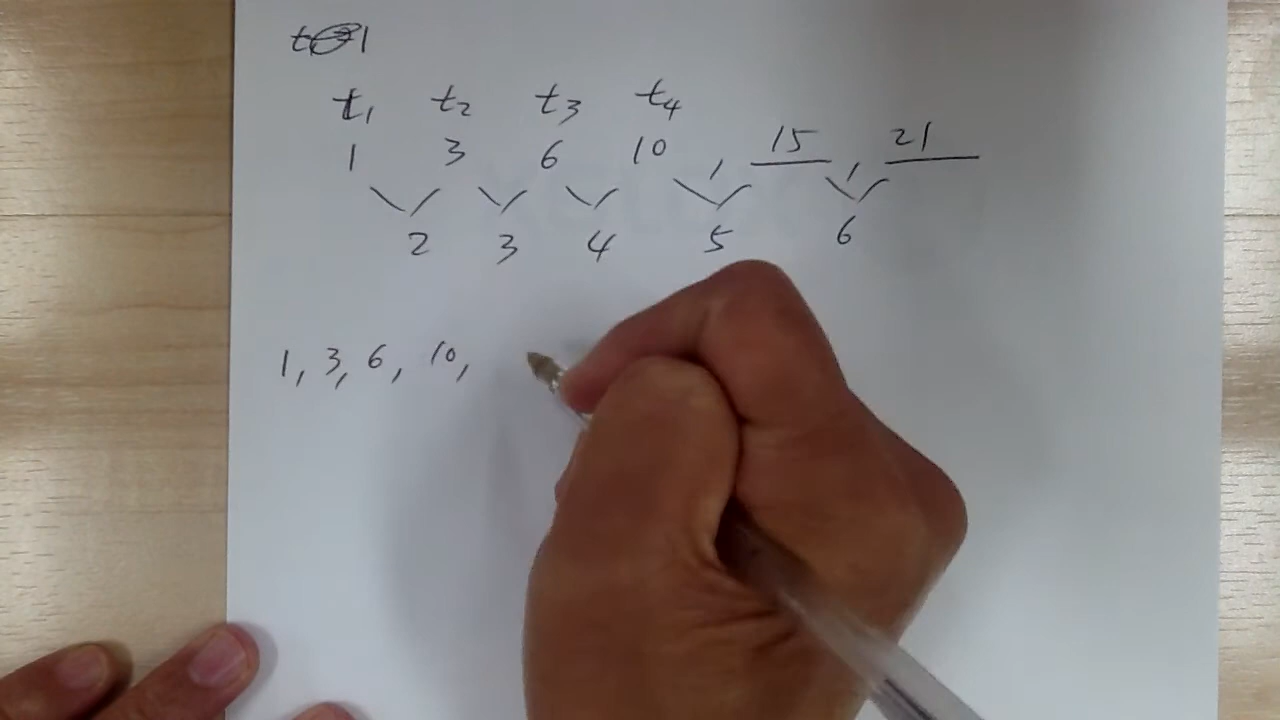 1
t₁ t₂ t₃ t₄
1 3 6 10 , 15 , 21
2 3 4 5 6
1, 3, 6, 10,